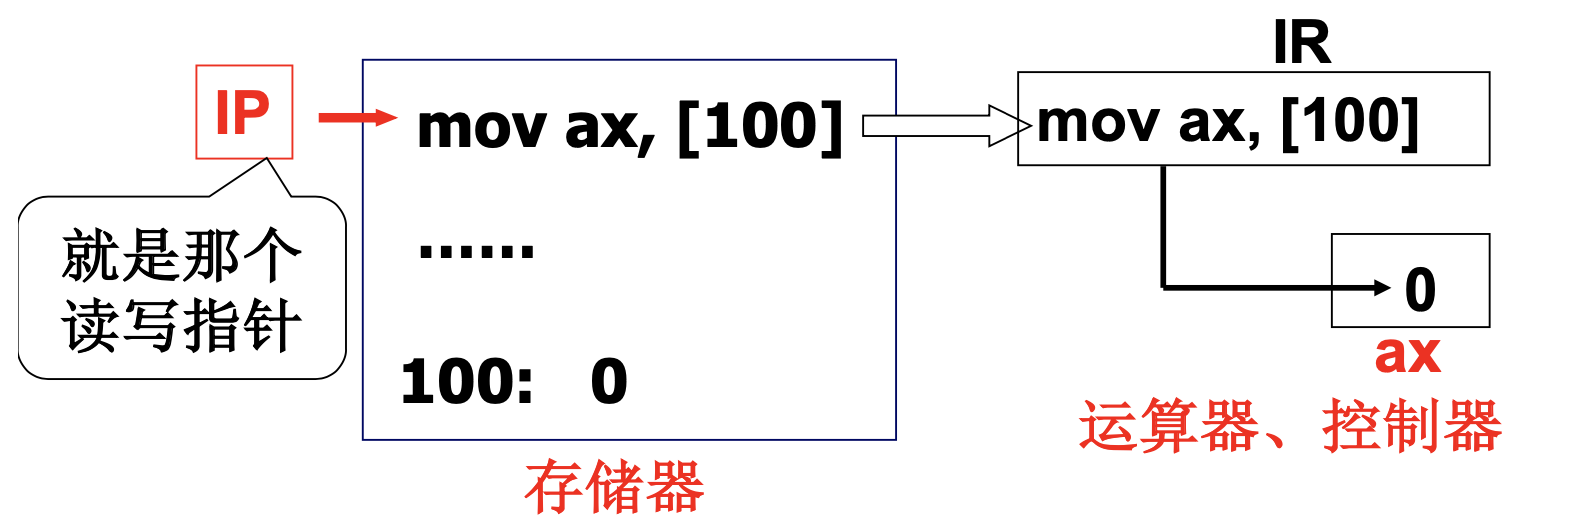 IR
IP
mov ax, [100]
mov ax, [100]
就是那个
读写指针
......
0
100: 0
ax
运算器、控制器
存储器